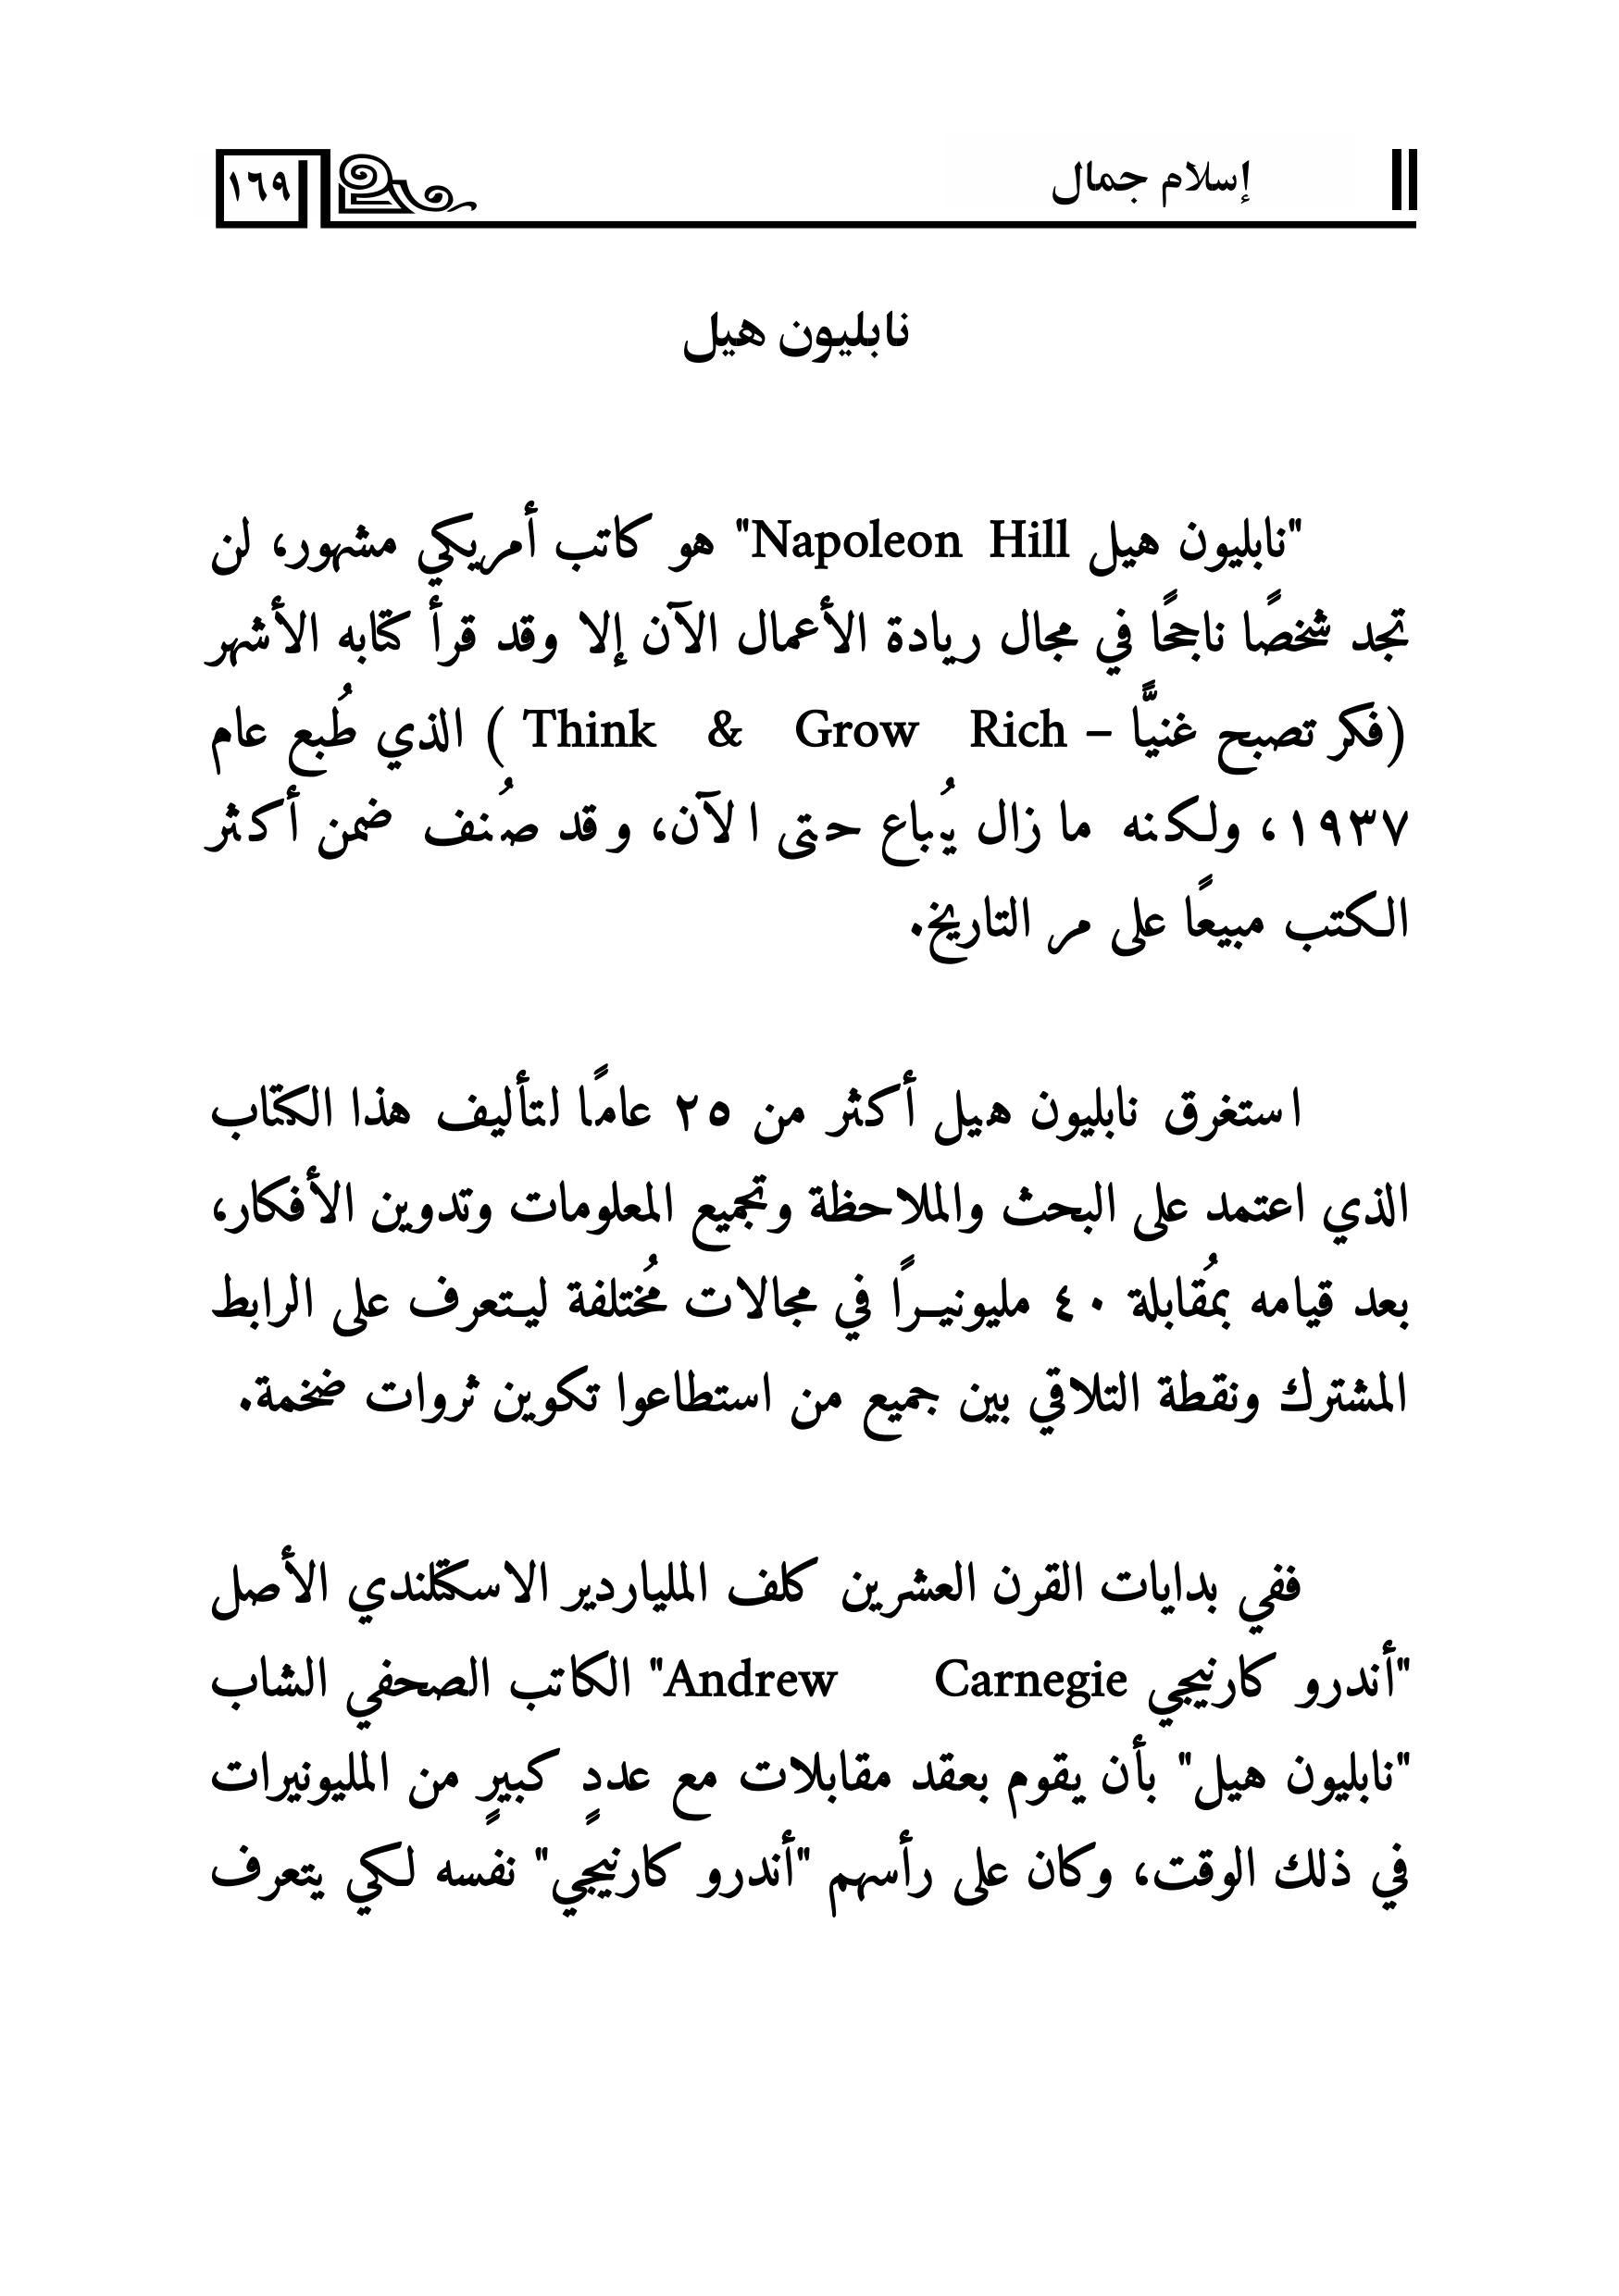 إسلام جمال
١٦٩
نابليون هيل
"نابليون هيل Napoleon Hill" هو كاتب أمريكي مشهور، لن
تجد شخصًا ناجحًا في مجال ريادة الأعمال الآن إلا وقد قرأ كتابه الأشهر
(فكر تصبح غنيًّا – Think & Grow Rich ) الذي طُبع عام
١٩٣٧، ولكنه ما زال يُباع حتى الآن، وقد صُنف ضمن أكثر
الكتب مبيعًا على مر التاريخ.
استغرق نابليون هيل أكثر من ٢٥ عامًا لتأليف هذا الكتاب
الذي اعتمد على البحث والملاحظة وتجميع المعلومات وتدوين الأفكار،
بعد قيامه بمُقابلة ٤٠ مليونيـرًا في مجالات مُختلفة ليـتعرف على الرابط
المشترك ونقطة التلاقي بين جميع من استطاعوا تكوين ثروات ضخمة.
ففي بدايات القرن العشرين كلف الملياردير الاسكتلندي الأصل
"أندرو كارنيجي Andrew Carnegie" الكاتب الصحفي الشاب
"نابليون هيل" بأن يقوم بعقد مقابلات مع عددٍ كبيرٍ من المليونيرات
في ذلك الوقت، وكان على رأسهم "أندرو كارنيجي" نفسه لكي يتعرف